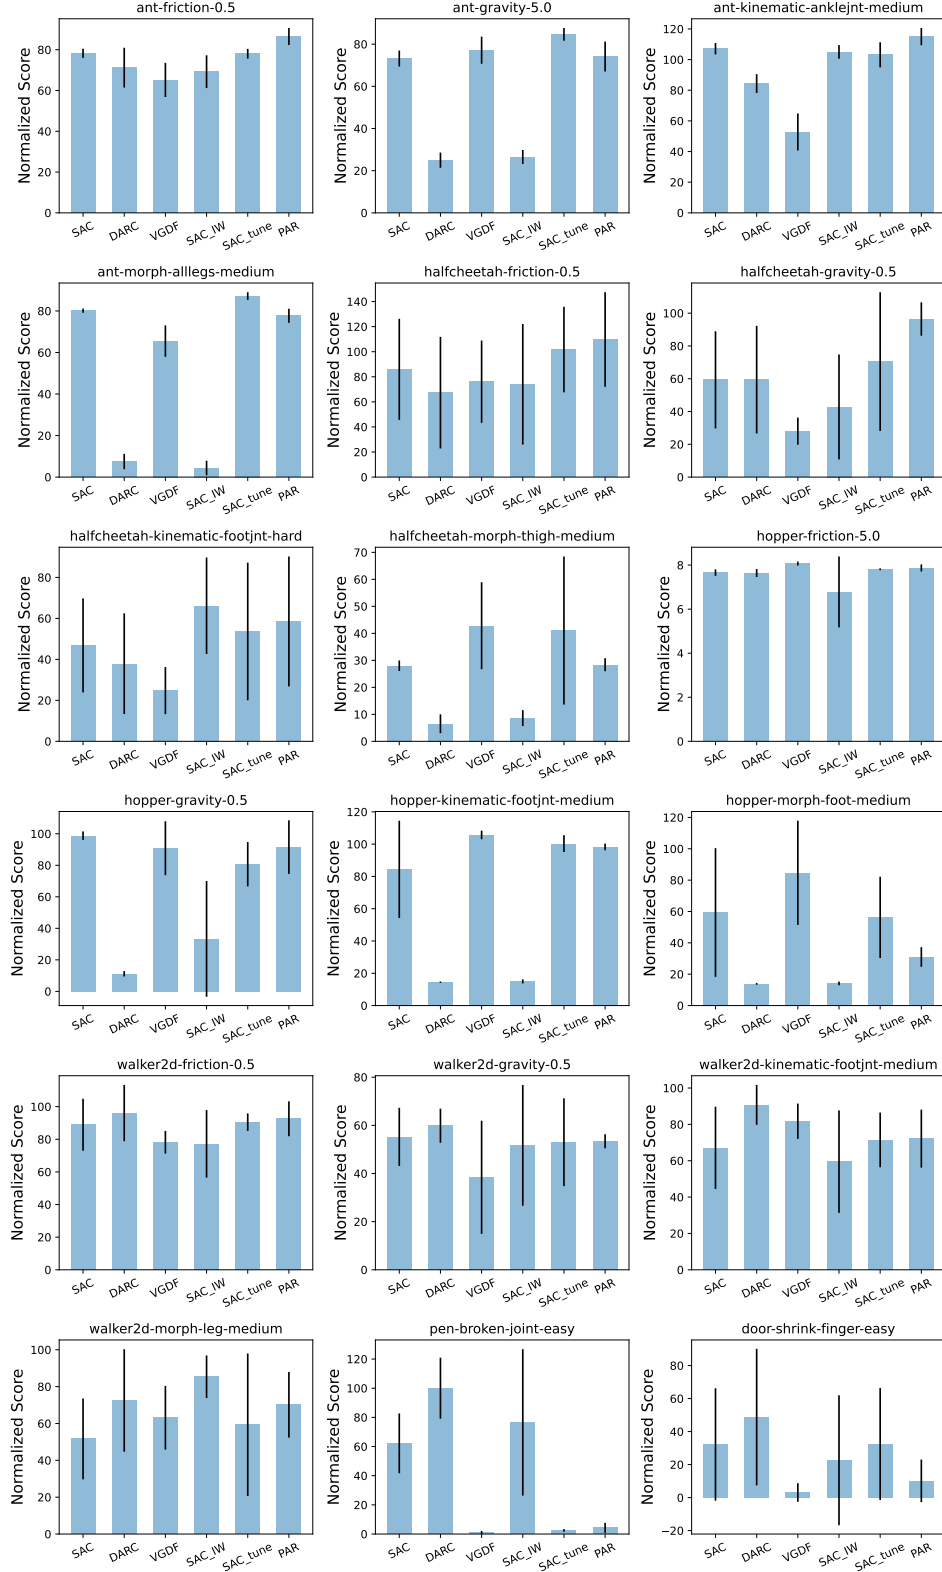 ant-friction-0.5
Normalized Score
80
60
40
20
0
SAC DARC VGDF SAC_IW SAC_tune PAR
ant-gravity-5.0
Normalized Score
80
60
40
20
0
SAC DARC VGDF SAC_IW SAC_tune PAR
ant-kinematic-anklejnt-medium
Normalized Score
120
100
80
60
40
20
0
SAC DARC VGDF SAC_IW SAC_tune PAR
ant-morph-alllegs-medium
Normalized Score
80
60
40
20
0
SAC DARC VGDF SAC_IW SAC_tune PAR
halfcheetah-friction-0.5
Normalized Score
140
120
100
80
60
40
20
0
SAC DARC VGDF SAC_IW SAC_tune PAR
halfcheetah-gravity-0.5
Normalized Score
100
80
60
40
20
0
SAC DARC VGDF SAC_IW SAC_tune PAR
halfcheetah-kinematic-footjnt-hard
Normalized Score
80
60
40
20
0
SAC DARC VGDF SAC_IW SAC_tune PAR
halfcheetah-morph-thigh-medium
Normalized Score
70
60
50
40
30
20
10
0
SAC DARC VGDF SAC_IW SAC_tune PAR
hopper-friction-5.0
Normalized Score
8
6
4
2
0
SAC DARC VGDF SAC_IW SAC_tune PAR
hopper-gravity-0.5
Normalized Score
100
80
60
40
20
0
SAC DARC VGDF SAC_IW SAC_tune PAR
hopper-kinematic-footjnt-medium
Normalized Score
120
100
80
60
40
20
0
SAC DARC VGDF SAC_IW SAC_tune PAR
hopper-morph-foot-medium
Normalized Score
120
100
80
60
40
20
0
SAC DARC VGDF SAC_IW SAC_tune PAR
walker2d-friction-0.5
Normalized Score
100
80
60
40
20
0
SAC DARC VGDF SAC_IW SAC_tune PAR
walker2d-gravity-0.5
Normalized Score
80
60
40
20
0
SAC DARC VGDF SAC_IW SAC_tune PAR
walker2d-kinematic-footjnt-medium
Normalized Score
100
80
60
40
20
0
SAC DARC VGDF SAC_IW SAC_tune PAR
walker2d-morph-leg-medium
Normalized Score
100
80
60
40
20
0
SAC DARC VGDF SAC_IW SAC_tune PAR
pen-broken-joint-easy
Normalized Score
120
100
80
60
40
20
0
SAC DARC VGDF SAC_IW SAC_tune PAR
door-shrink-finger-easy
Normalized Score
80
60
40
20
0
−20
SAC DARC VGDF SAC_IW SAC_tune PAR